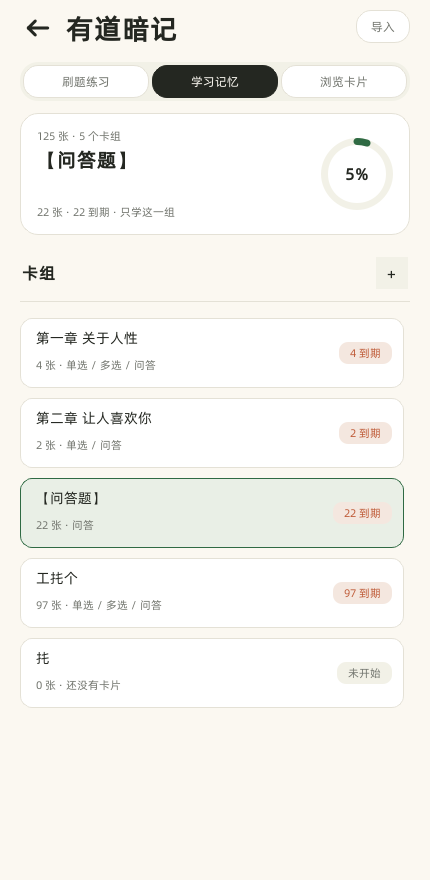 有道暗记
导入
刷题练习
学习记忆
浏览卡片
125 张 · 5 个卡组
【问答题】
22 张 · 22 到期 · 只学这一组
5%
卡组
+
第一章 关于人性
4 张 · 单选 / 多选 / 问答
4 到期
第二章 让人喜欢你
2 张 · 单选 / 问答
2 到期
【问答题】
22 张 · 问答
22 到期
工扥个
97 张 · 单选 / 多选 / 问答
97 到期
扥
0 张 · 还没有卡片
未开始